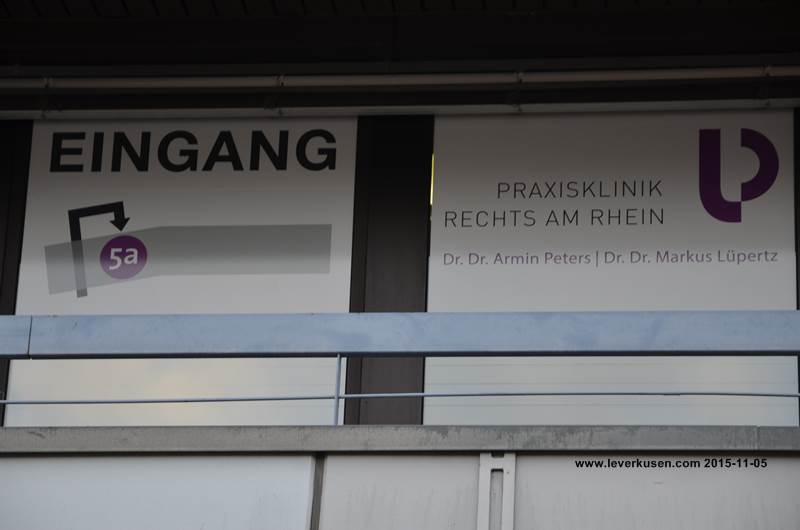 EINGANG
5a
PRAXISKLINIK
RECHTS AM RHEIN
Dr. Dr. Armin Peters | Dr. Dr. Markus Lüpertz
www.leverkusen.com 2015-11-05